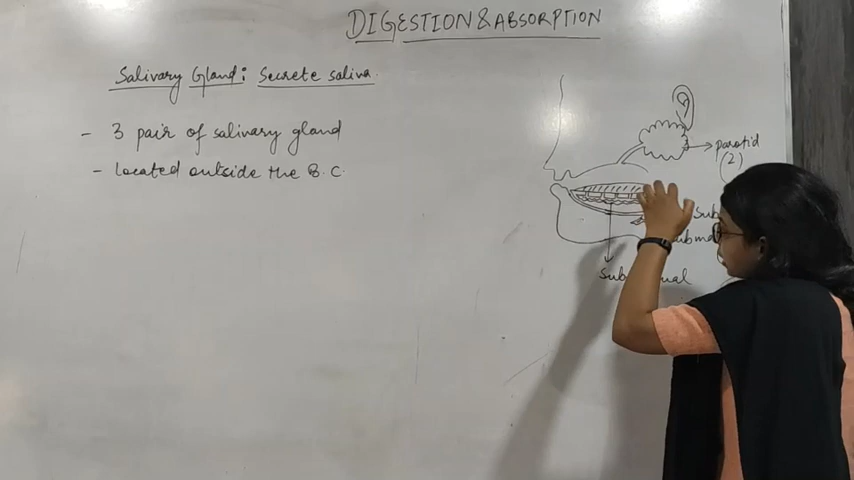 DIGESTION & ABSORPTION
Salivary Gland: Secrete saliva.
- 3 pair of salivary gland
- located outside the B.C.
parotid
(2)